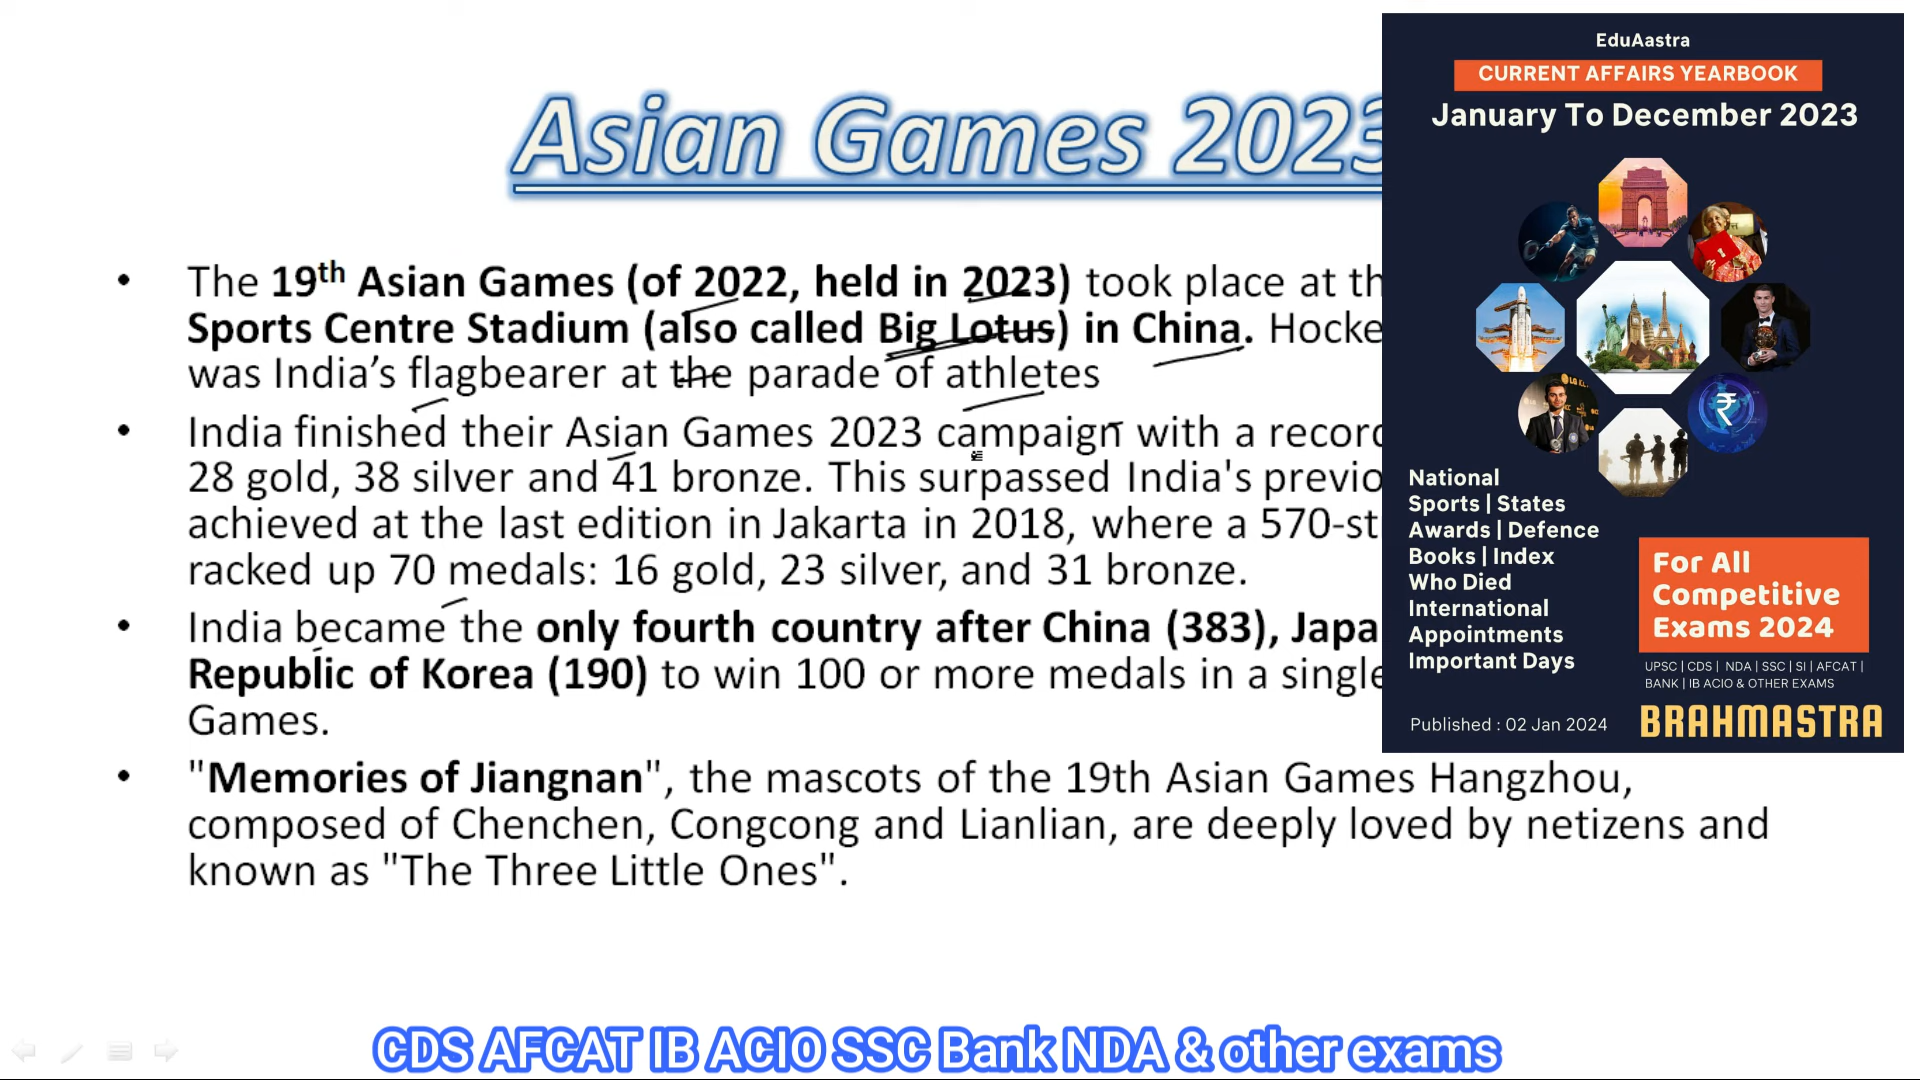 Asian Games 2023
• The 19th Asian Games (of 2022, held in 2023) took place at th
Sports Centre Stadium (also called Big Lotus) in China. Hocke
was India’s flagbearer at the parade of athletes
• India finished their Asian Games 2023 campaign with a record
28 gold, 38 silver and 41 bronze. This surpassed India's previo
achieved at the last edition in Jakarta in 2018, where a 570-st
racked up 70 medals: 16 gold, 23 silver, and 31 bronze.
• India became the only fourth country after China (383), Japa
Republic of Korea (190) to win 100 or more medals in a single
Games.
• "Memories of Jiangnan", the mascots of the 19th Asian Games Hangzhou,
composed of Chenchen, Congcong and Lianlian, are deeply loved by netizens and
known as "The Three Little Ones".
EduAastra
CURRENT AFFAIRS YEARBOOK
January To December 2023
National
Sports | States
Awards | Defence
Books | Index
Who Died
International
Appointments
Important Days
For All
Competitive
Exams 2024
UPSC | CDS | NDA | SSC | SI | AFCAT |
BANK | IB ACIO & OTHER EXAMS
Published : 02 Jan 2024
BRAHMASTRA
CDS AFCAT IB ACIO SSC Bank NDA & other exams